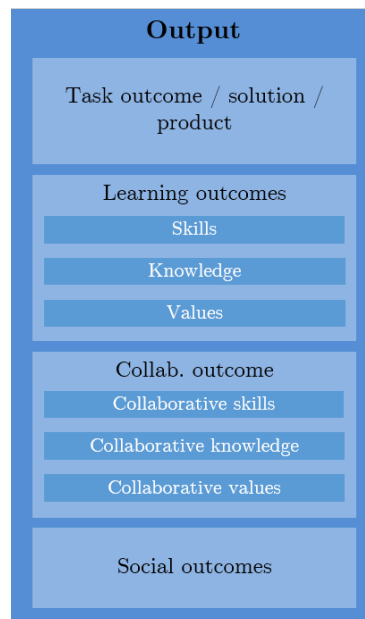 Output
Task outcome / solution /
product
Learning outcomes
Skills
Knowledge
Values
Collab. outcome
Collaborative skills
Collaborative knowledge
Collaborative values
Social outcomes